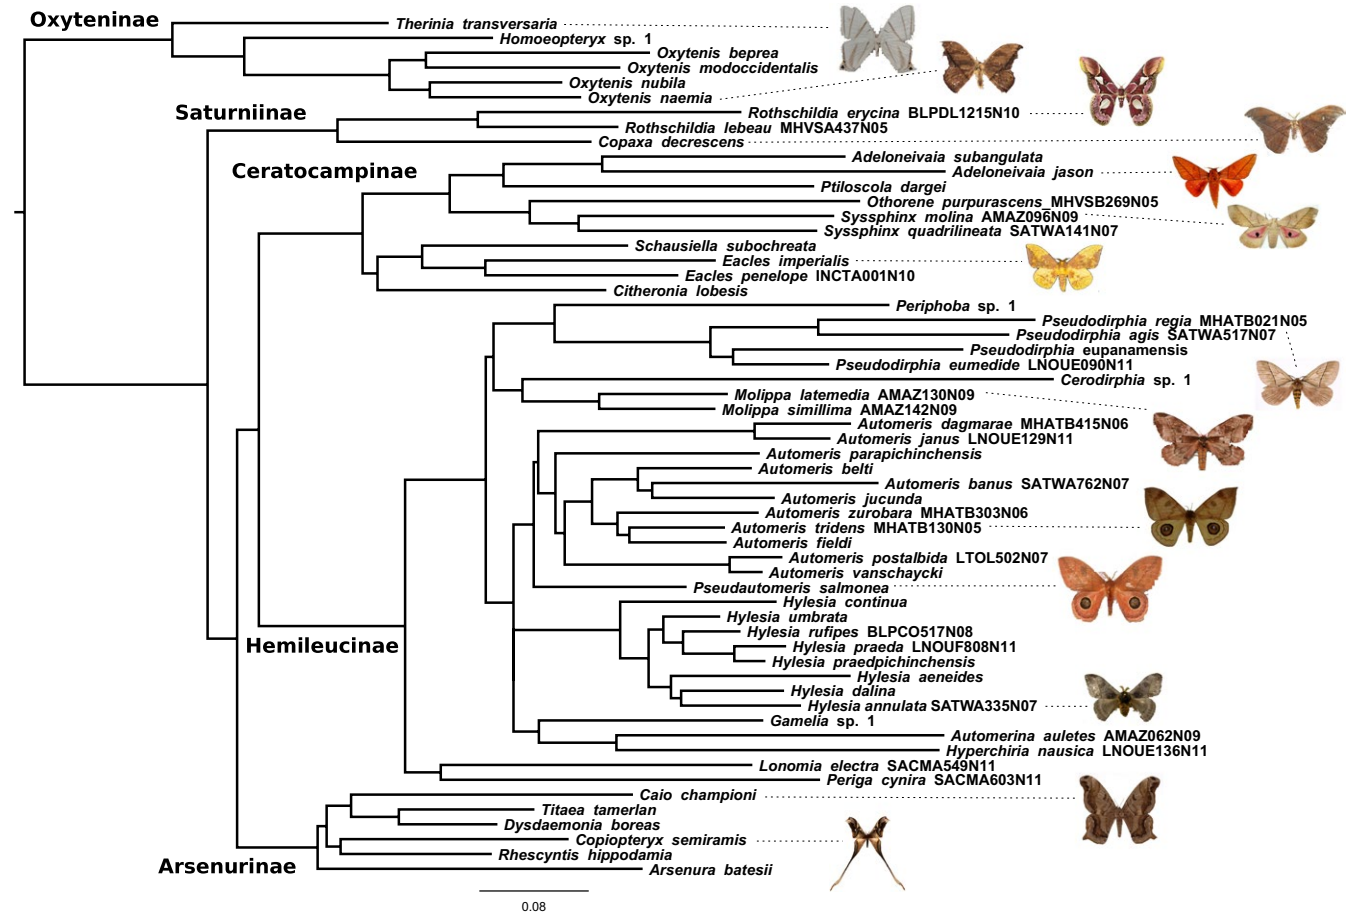 Oxyteninae
Therinia transversaria
Homoeopteryx sp. 1
Oxytenis beprea
Oxytenis modoccidentalis
Oxytenis nubila
Oxytenis naemia
Saturniinae
Rothschildia erycina BLPDL1215N10
Rothschildia lebeau MHVSA437N05
Copaxa decrescens
Ceratocampinae
Adeloneivaia subangulata
Adeloneivaia jason
Ptiloscola dargei
Othorene purpurascens_MHVSB269N05
Syssphinx molina AMAZ096N09
Syssphinx quadrilineata SATWA141N07
Schausiella subochreata
Eacles imperialis
Eacles penelope INCTA001N10
Citheronia lobesis
Periphoba sp. 1
Pseudodirphia regia MHATB021N05
Pseudodirphia agis SATWA517N07
Pseudodirphia eupanamensis
Pseudodirphia eumedide LNOUE090N11
Cerodirphia sp. 1
Molippa latemedia AMAZ130N09
Molippa simillima AMAZ142N09
Automeris dagmarae MHATB415N06
Automeris janus LNOUE129N11
Automeris parapichinchensis
Automeris belti
Automeris banus SATWA762N07
Automeris jucunda
Automeris zurobara MHATB303N06
Automeris tridens MHATB130N05
Automeris fieldi
Automeris postalbida LTOL502N07
Automeris vanschaycki
Pseudautomeris salmonea
Hylesia continua
Hylesia umbrata
Hylesia rufipes BLPCO517N08
Hemileucinae
Hylesia praeda LNOUF808N11
Hylesia praedpichinchensis
Hylesia aeneides
Hylesia dalina
Hylesia annulata SATWA335N07
Gamelia sp. 1
Automerina auletes AMAZ062N09
Hyperchiria nausica LNOUE136N11
Lonomia electra SACMA549N11
Periga cynira SACMA603N11
Caio championi
Titaea tamerlan
Dysdaemonia boreas
Copiopteryx semiramis
Rhescyntis hippodamia
Arsenurinae
Arsenura batesii
0.08